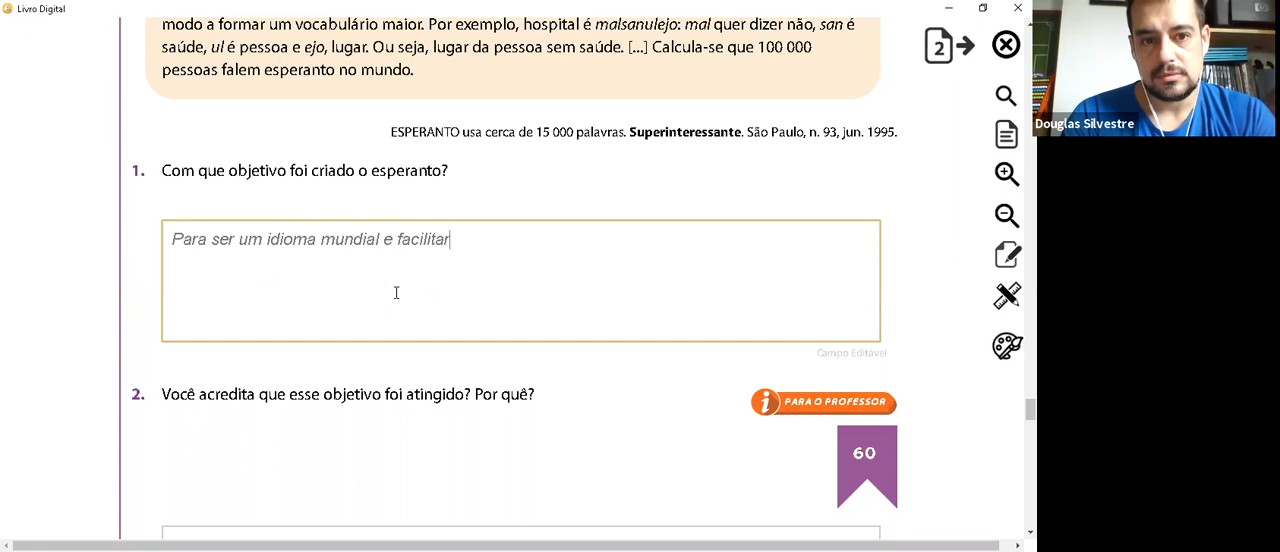 Livro Digital
modo a formar um vocabulário maior. Por exemplo, hospital é malsanulejo: mal quer dizer não, san é
saúde, ul é pessoa e ejo, lugar. Ou seja, lugar da pessoa sem saúde. [...] Calcula-se que 100 000
pessoas falem esperanto no mundo.
2
Douglas Silvestre
ESPERANTO usa cerca de 15 000 palavras. Superinteressante. São Paulo, n. 93, jun. 1995.
1. Com que objetivo foi criado o esperanto?
Para ser um idioma mundial e facilitar
Campo Editável
2. Você acredita que esse objetivo foi atingido? Por quê?
i PARA O PROFESSOR
60